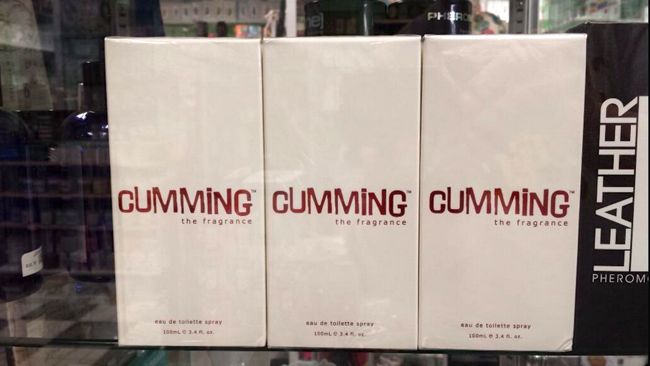 PHERO
CUMMiNG™
the fragrance
eau de toilette spray
100mL ℮ 3.4 fl. oz.
CUMMiNG™
the fragrance
eau de toilette spray
100mL ℮ 3.4 fl. oz.
CUMMiNG™
the fragrance
eau de toilette spray
100mL ℮ 3.4 fl. oz.
LEATHER
PHEROM